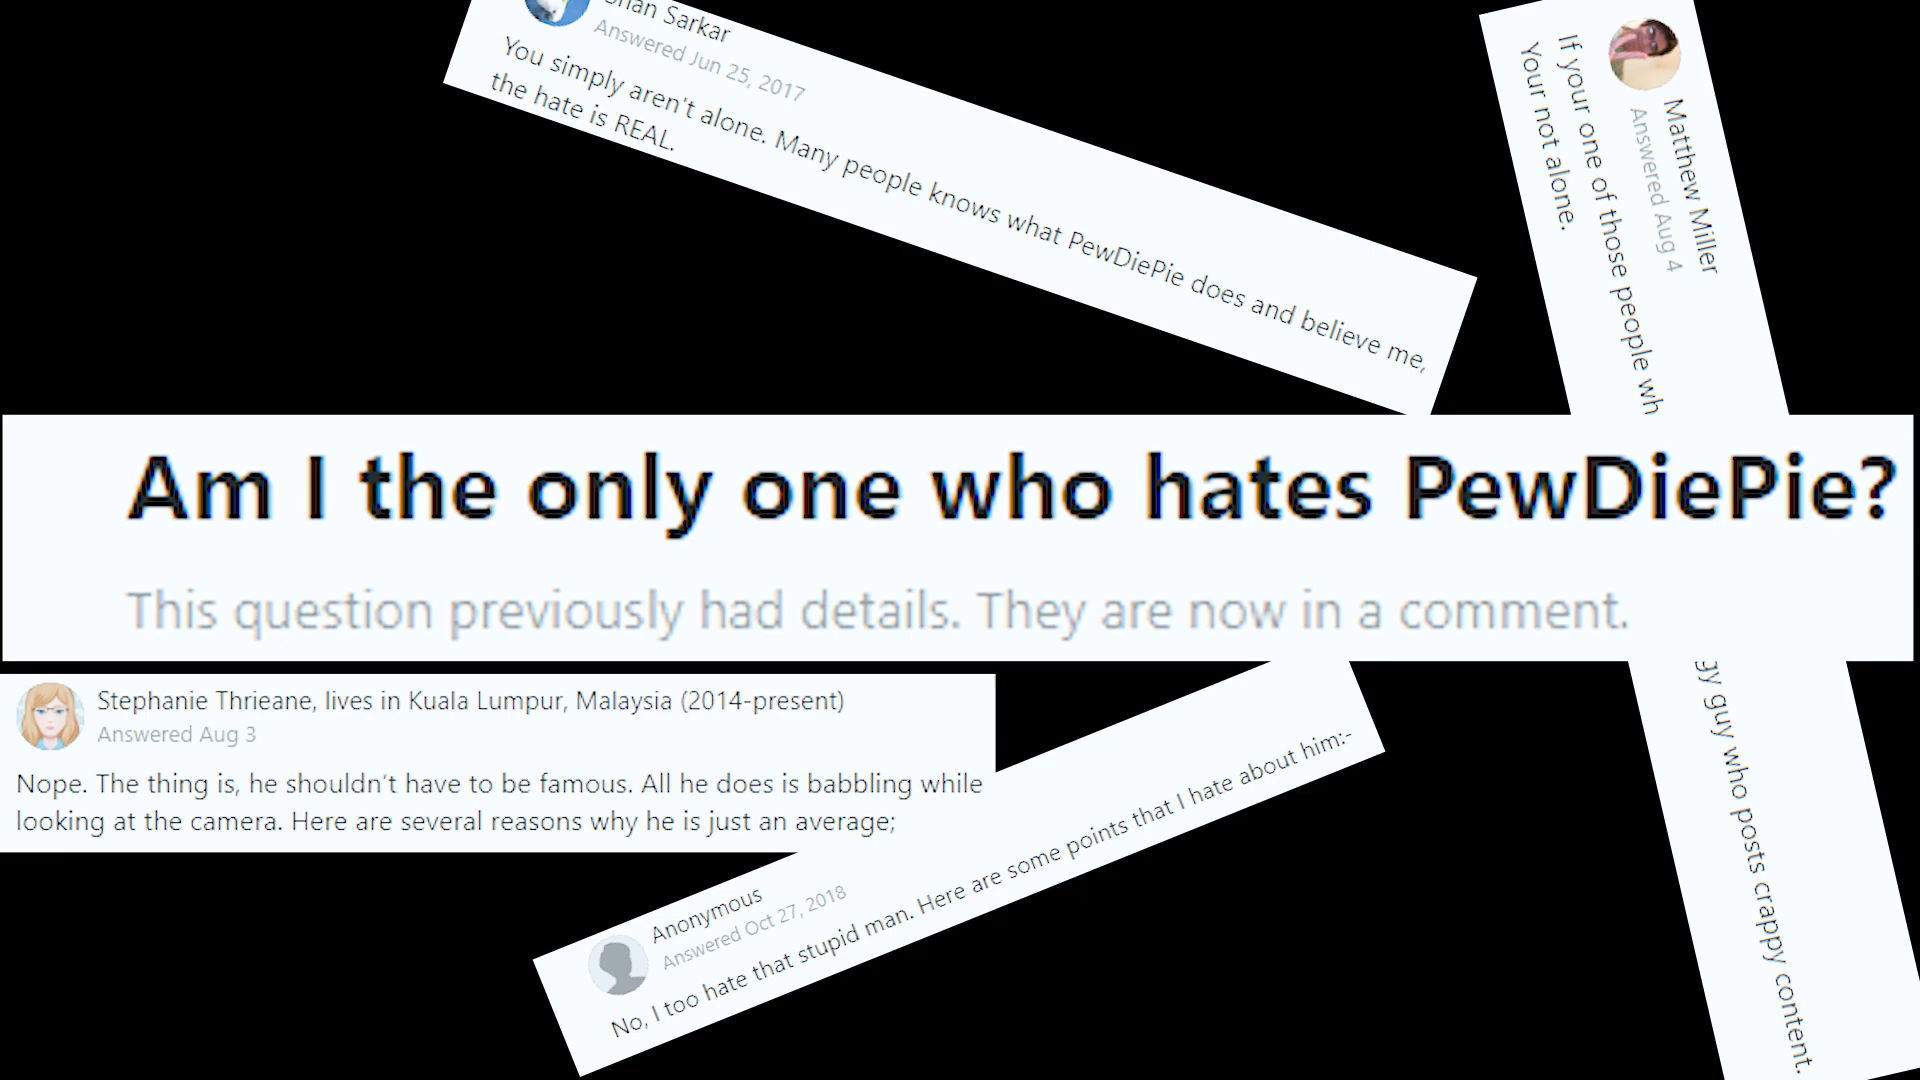 Sarkar
Answered Jun 25, 2017
You simply aren't alone. Many people knows what PewDiePie does and believe me,
the hate is REAL.
Matthew Miller
Answered Aug 4
If your one of those people wh
gy guy who posts crappy content.
Your not alone.
Am I the only one who hates PewDiePie?
This question previously had details. They are now in a comment.
Stephanie Thrieane, lives in Kuala Lumpur, Malaysia (2014-present)
Answered Aug 3
Nope. The thing is, he shouldn't have to be famous. All he does is babbling while
looking at the camera. Here are several reasons why he is just an average;
Anonymous
Answered Oct 27, 2018
No, I too hate that stupid man. Here are some points that I hate about him:-